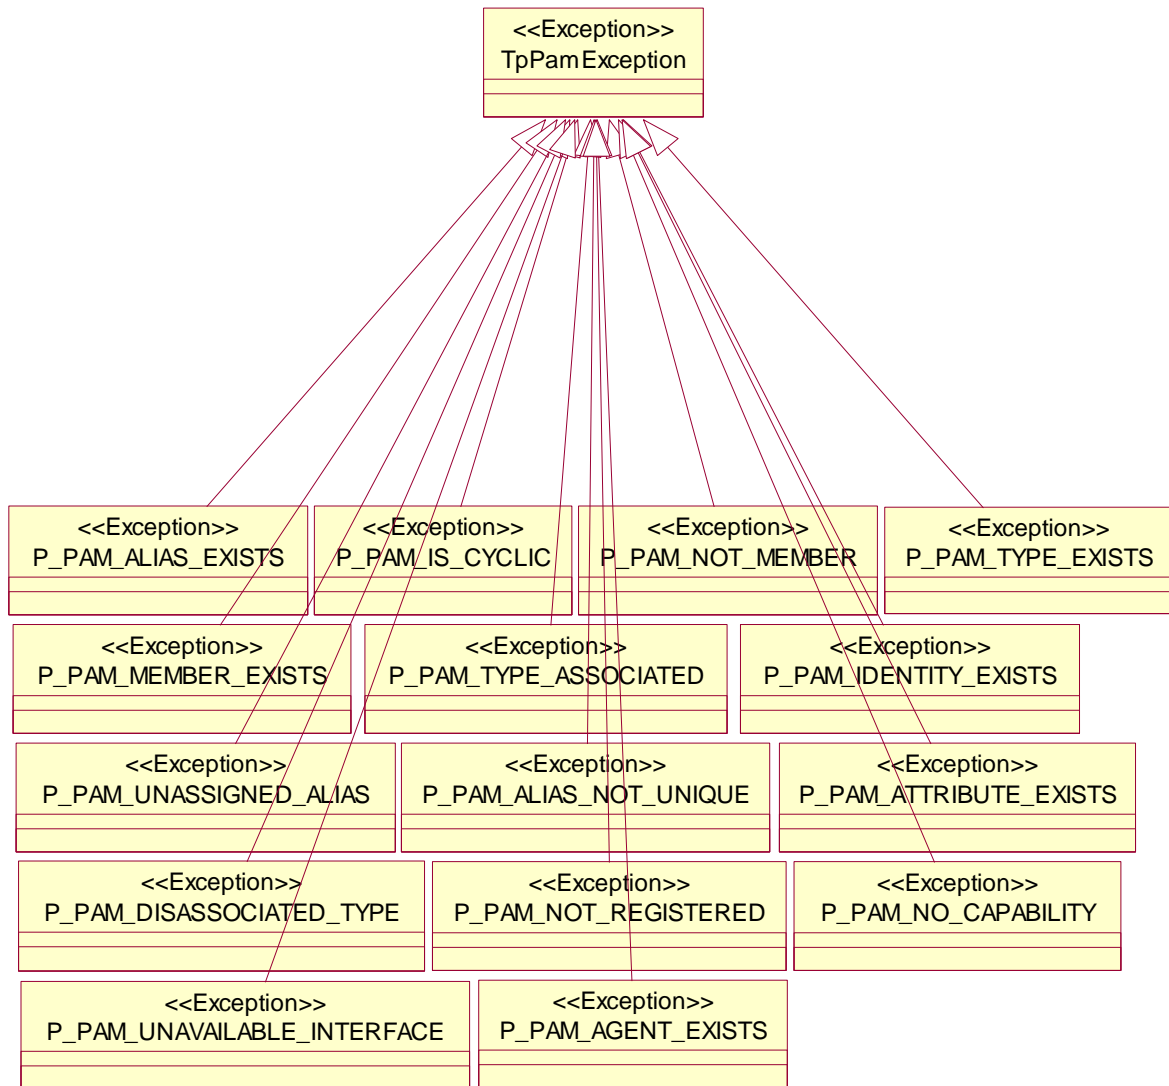 <<Exception>>
TpPamException
<<Exception>>
P_PAM_ALIAS_EXISTS
<<Exception>>
P_PAM_IS_CYCLIC
<<Exception>>
P_PAM_NOT_MEMBER
<<Exception>>
P_PAM_TYPE_EXISTS
<<Exception>>
P_PAM_MEMBER_EXISTS
<<Exception>>
P_PAM_TYPE_ASSOCIATED
<<Exception>>
P_PAM_IDENTITY_EXISTS
<<Exception>>
P_PAM_UNASSIGNED_ALIAS
<<Exception>>
P_PAM_ALIAS_NOT_UNIQUE
<<Exception>>
P_PAM_ATTRIBUTE_EXISTS
<<Exception>>
P_PAM_DISASSOCIATED_TYPE
<<Exception>>
P_PAM_NOT_REGISTERED
<<Exception>>
P_PAM_NO_CAPABILITY
<<Exception>>
P_PAM_UNAVAILABLE_INTERFACE
<<Exception>>
P_PAM_AGENT_EXISTS